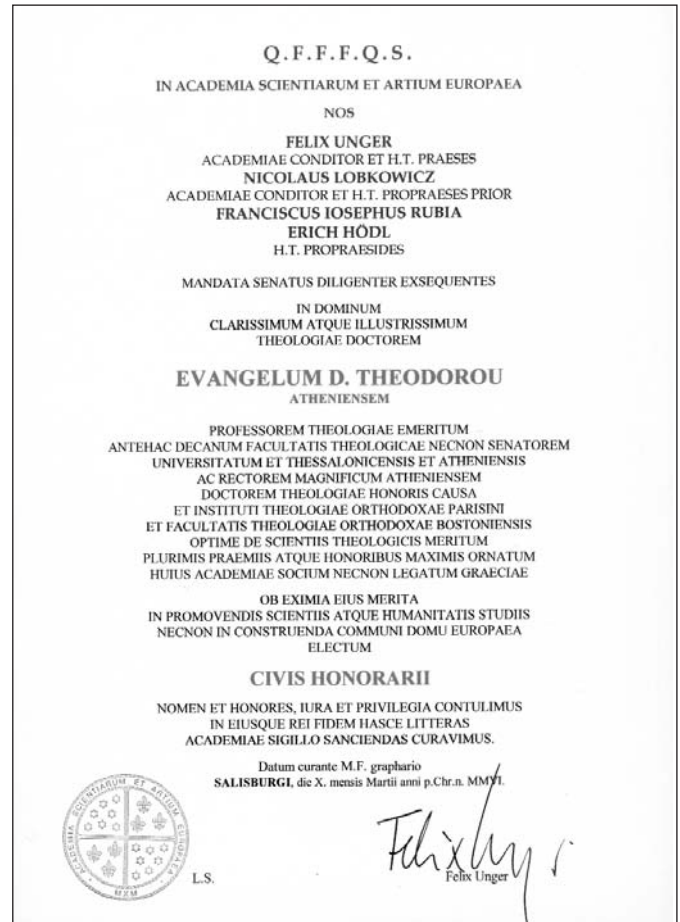 Q.F.F.F.Q.S.
IN ACADEMIA SCIENTIARUM ET ARTIUM EUROPAEA
NOS
FELIX UNGER
ACADEMIAE CONDITOR ET H.T. PRAESES
NICOLAUS LOBKOWICZ
ACADEMIAE CONDITOR ET H.T. PROPRAESES PRIOR
FRANCISCUS IOSEPHUS RUBIA
ERICH HÖDL
H.T. PROPRAESIDES
MANDATA SENATUS DILIGENTER EXSEQUENTES
IN DOMINUM
CLARISSIMUM ATQUE ILLUSTRISSIMUM
THEOLOGIAE DOCTOREM
EVANGELUM D. THEODOROU
ATHENIENSEM
PROFESSOREM THEOLOGIAE EMERITUM
ANTEHAC DECANUM FACULTATIS THEOLOGICAE NECNON SENATOREM
UNIVERSITATUM ET THESSALONICENSIS ET ATHENIENSIS
AC RECTOREM MAGNIFICUM ATHENIENSEM
DOCTOREM THEOLOGIAE HONORIS CAUSA
ET INSTITUTI THEOLOGIAE ORTHODOXAE PARISINI
ET FACULTATIS THEOLOGIAE ORTHODOXAE BOSTONIENSIS
OPTIME DE SCIENTIIS THEOLOGICIS MERITUM
PLURIMIS PRAEMIIS ATQUE HONORIBUS MAXIMIS ORNATUM
HUIUS ACADEMIAE SOCIUM NECNON LEGATUM GRAECIAE
OB EXIMIA EIUS MERITA
IN PROMOVENDIS SCIENTIIS ATQUE HUMANITATIS STUDIIS
NECNON IN CONSTRUENDA COMMUNI DOMU EUROPAEA
ELECTUM
CIVIS HONORARII
NOMEN ET HONORES, IURA ET PRIVILEGIA CONTULIMUS
IN EIUSQUE REI FIDEM HASCE LITTERAS
ACADEMIAE SIGILLO SANCIENDAS CURAVIMUS.
Datum curante M.F. graphario
SALISBURGI, die X. mensis Martii anni p.Chr.n. MMVI.
ACADEMIA SCIENTIARUM ET ARTIUM EUROPAEA
MXM
L.S.
Felix Unger
Felix Unger